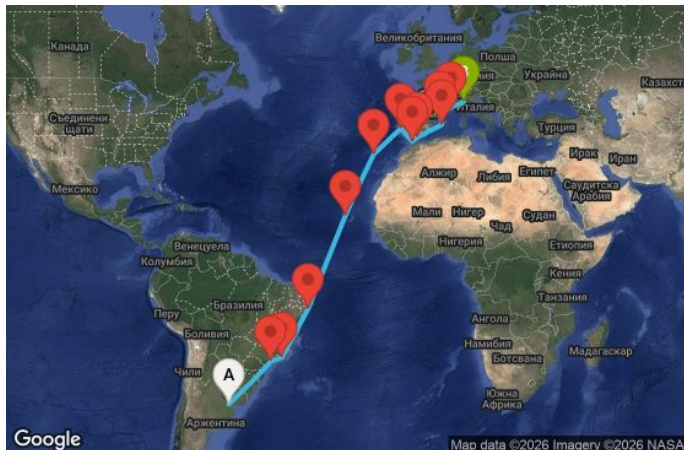 Канада
Великобритания
Полша
Украйна
Казахст
Италия
Турция
Съединени
щати
Мексико
Ирак
Иран
Алжир
Либия
Египет
Саудитска
Арабия
Мали
Нигер
Судан
Чад
Нигерия
Етиопия
Венецуела
Колумбия
Кения
Танзания
Бразилия
Перу
Боливия
Ангола
Намибия
Ботсвана
Мадагаскар
Чили
A
Южна
Африка
Аржентина
Google
Map data ©2026 Imagery ©2026 NASA